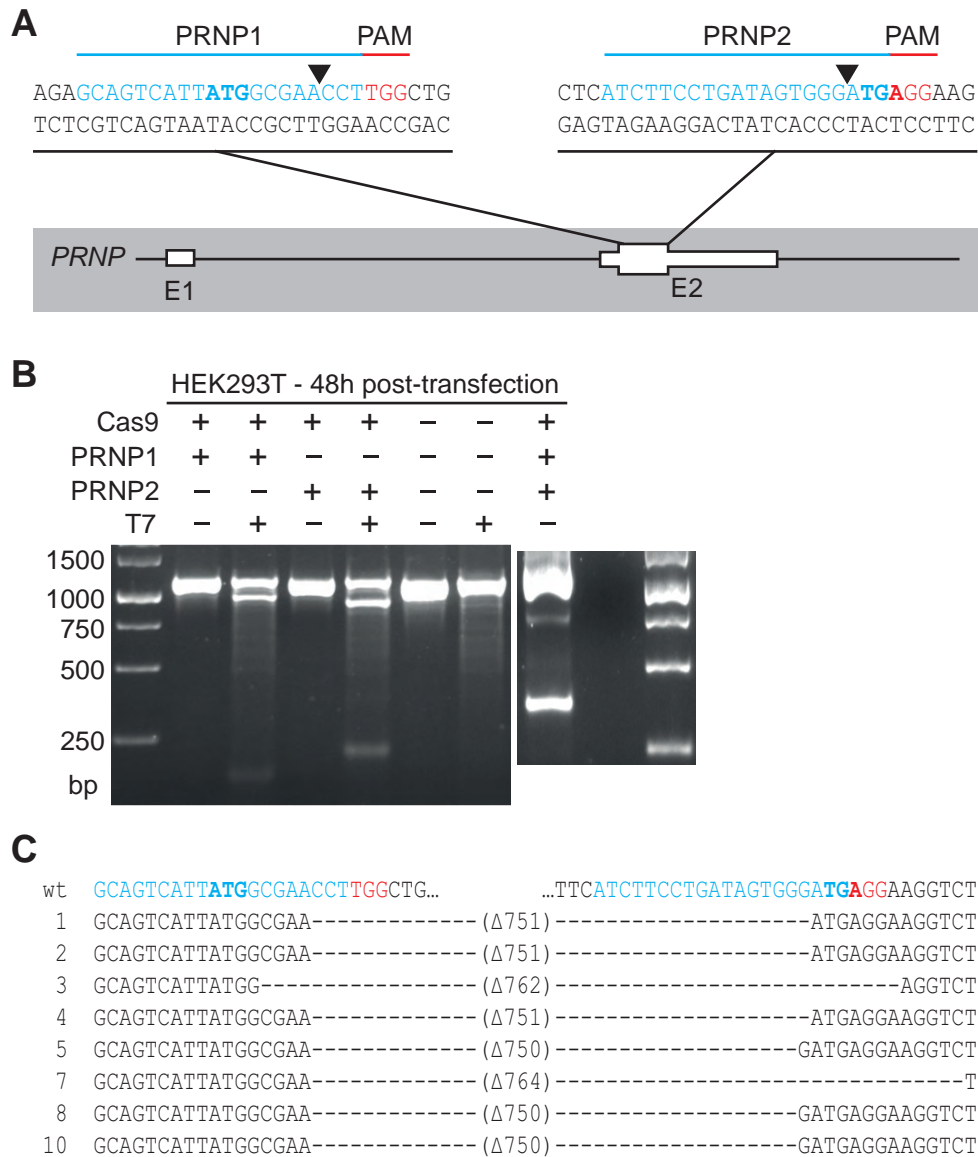 A
PRNP1 PAM PRNP2 PAM
AGAGCAGTCATTATGGCGAACCTTGGCTG CTCATCTTCCTGATAGTGGGATGAGGAAG
TCTCGTCAGTAATACCGCTTGGAACCGAC GAGTAGAAGGACTATCACCCTACTCCTTC
PRNP
E1 E2
B
HEK293T - 48h post-transfection
Cas9 + + + + – – +
PRNP1 + + – – – – +
PRNP2 – – + + – – +
T7 – + – + – + –
1500
1000
750
500
250
bp
C
wt GCAGTCATTATGGCGAACCTTGGCTG... ...TTCATCTTCCTGATAGTGGGATGAGGAAGGTCT
1 GCAGTCATTATGGCGAA-------------(Δ751)--------------------ATGAGGAAGGTCT
2 GCAGTCATTATGGCGAA-------------(Δ751)--------------------ATGAGGAAGGTCT
3 GCAGTCATTATGG-----------------(Δ762)---------------------------AGGTCT
4 GCAGTCATTATGGCGAA-------------(Δ751)--------------------ATGAGGAAGGTCT
5 GCAGTCATTATGGCGAA-------------(Δ750)-------------------GATGAGGAAGGTCT
7 GCAGTCATTATGGCGAA-------------(Δ764)--------------------------------T
8 GCAGTCATTATGGCGAA-------------(Δ750)-------------------GATGAGGAAGGTCT
10 GCAGTCATTATGGCGAA-------------(Δ750)-------------------GATGAGGAAGGTCT